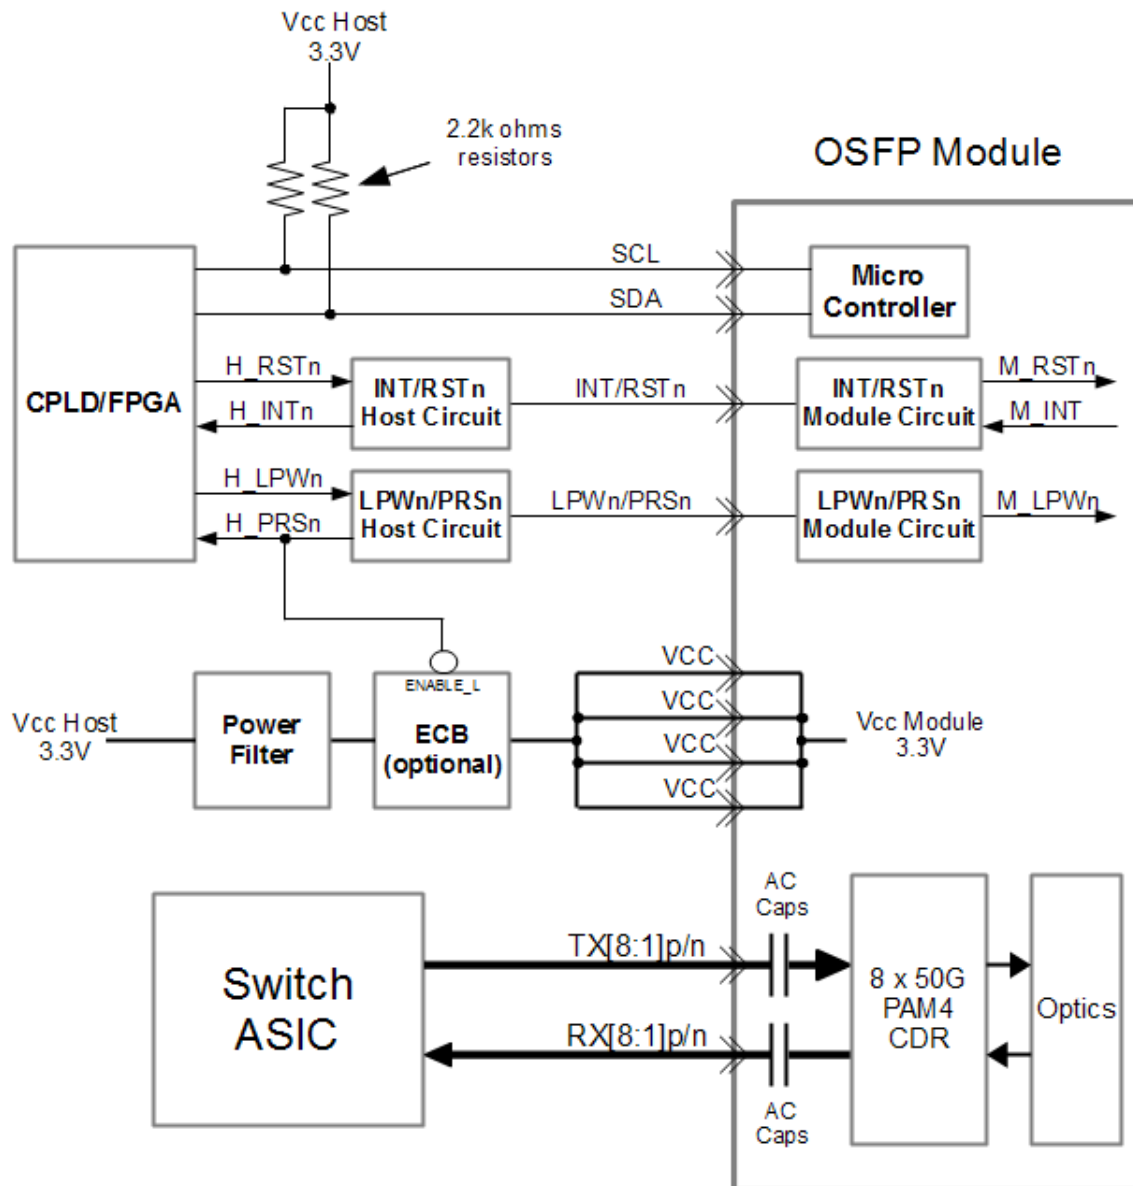 Vcc Host
3.3V
2.2k ohms
resistors
OSFP Module
SCL
SDA
Micro
Controller
CPLD/FPGA
H_RSTn
H_INTn
INT/RSTn
Host Circuit
INT/RSTn
INT/RSTn
Module Circuit
M_RSTn
M_INT
H_LPWn
H_PRSn
LPWn/PRSn
Host Circuit
LPWn/PRSn
LPWn/PRSn
Module Circuit
M_LPWn
Vcc Host
3.3V
Power
Filter
ENABLE_L
ECB
(optional)
VCC
VCC
VCC
VCC
Vcc Module
3.3V
Switch
ASIC
TX[8:1]p/n
RX[8:1]p/n
AC
Caps
AC
Caps
8 x 50G
PAM4
CDR
Optics